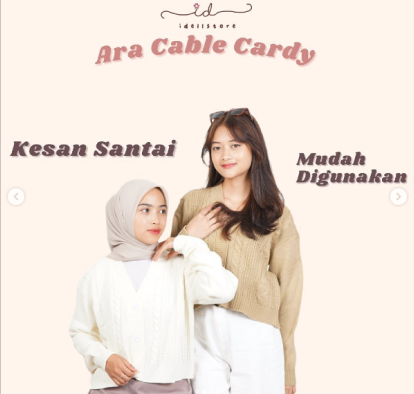 id
idellstore
Ara Cable Cardy
Kesan Santai
Mudah
Digunakan